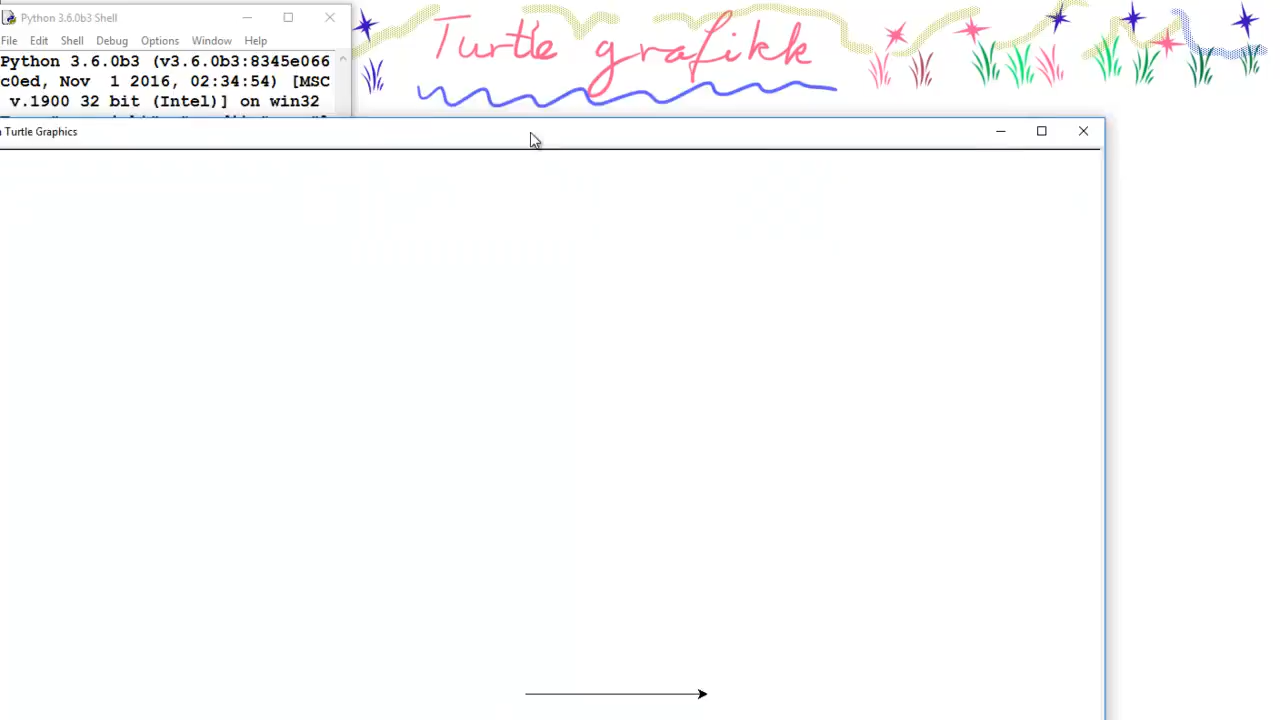 Python 3.6.0b3 Shell
Turtle grafikk
File Edit Shell Debug Options Window Help
Python 3.6.0b3 (v3.6.0b3:8345e066
c0ed, Nov 1 2016, 02:34:54) [MSC
v.1900 32 bit (Intel)] on win32
Turtle Graphics